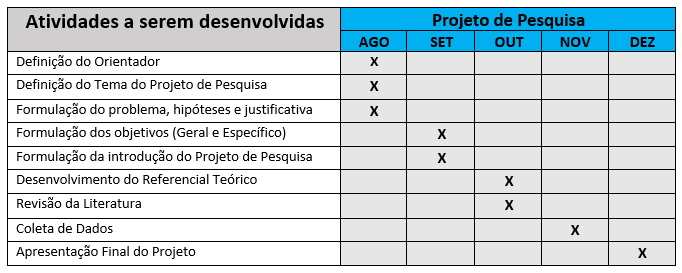 Atividades a serem desenvolvidas
Projeto de Pesquisa
AGO SET OUT NOV DEZ
Definição do Orientador X
Definição do Tema do Projeto de Pesquisa X
Formulação do problema, hipóteses e justificativa X
Formulação dos objetivos (Geral e Específico) X
Formulação da introdução do Projeto de Pesquisa X
Desenvolvimento do Referencial Teórico X
Revisão da Literatura X
Coleta de Dados X
Apresentação Final do Projeto X